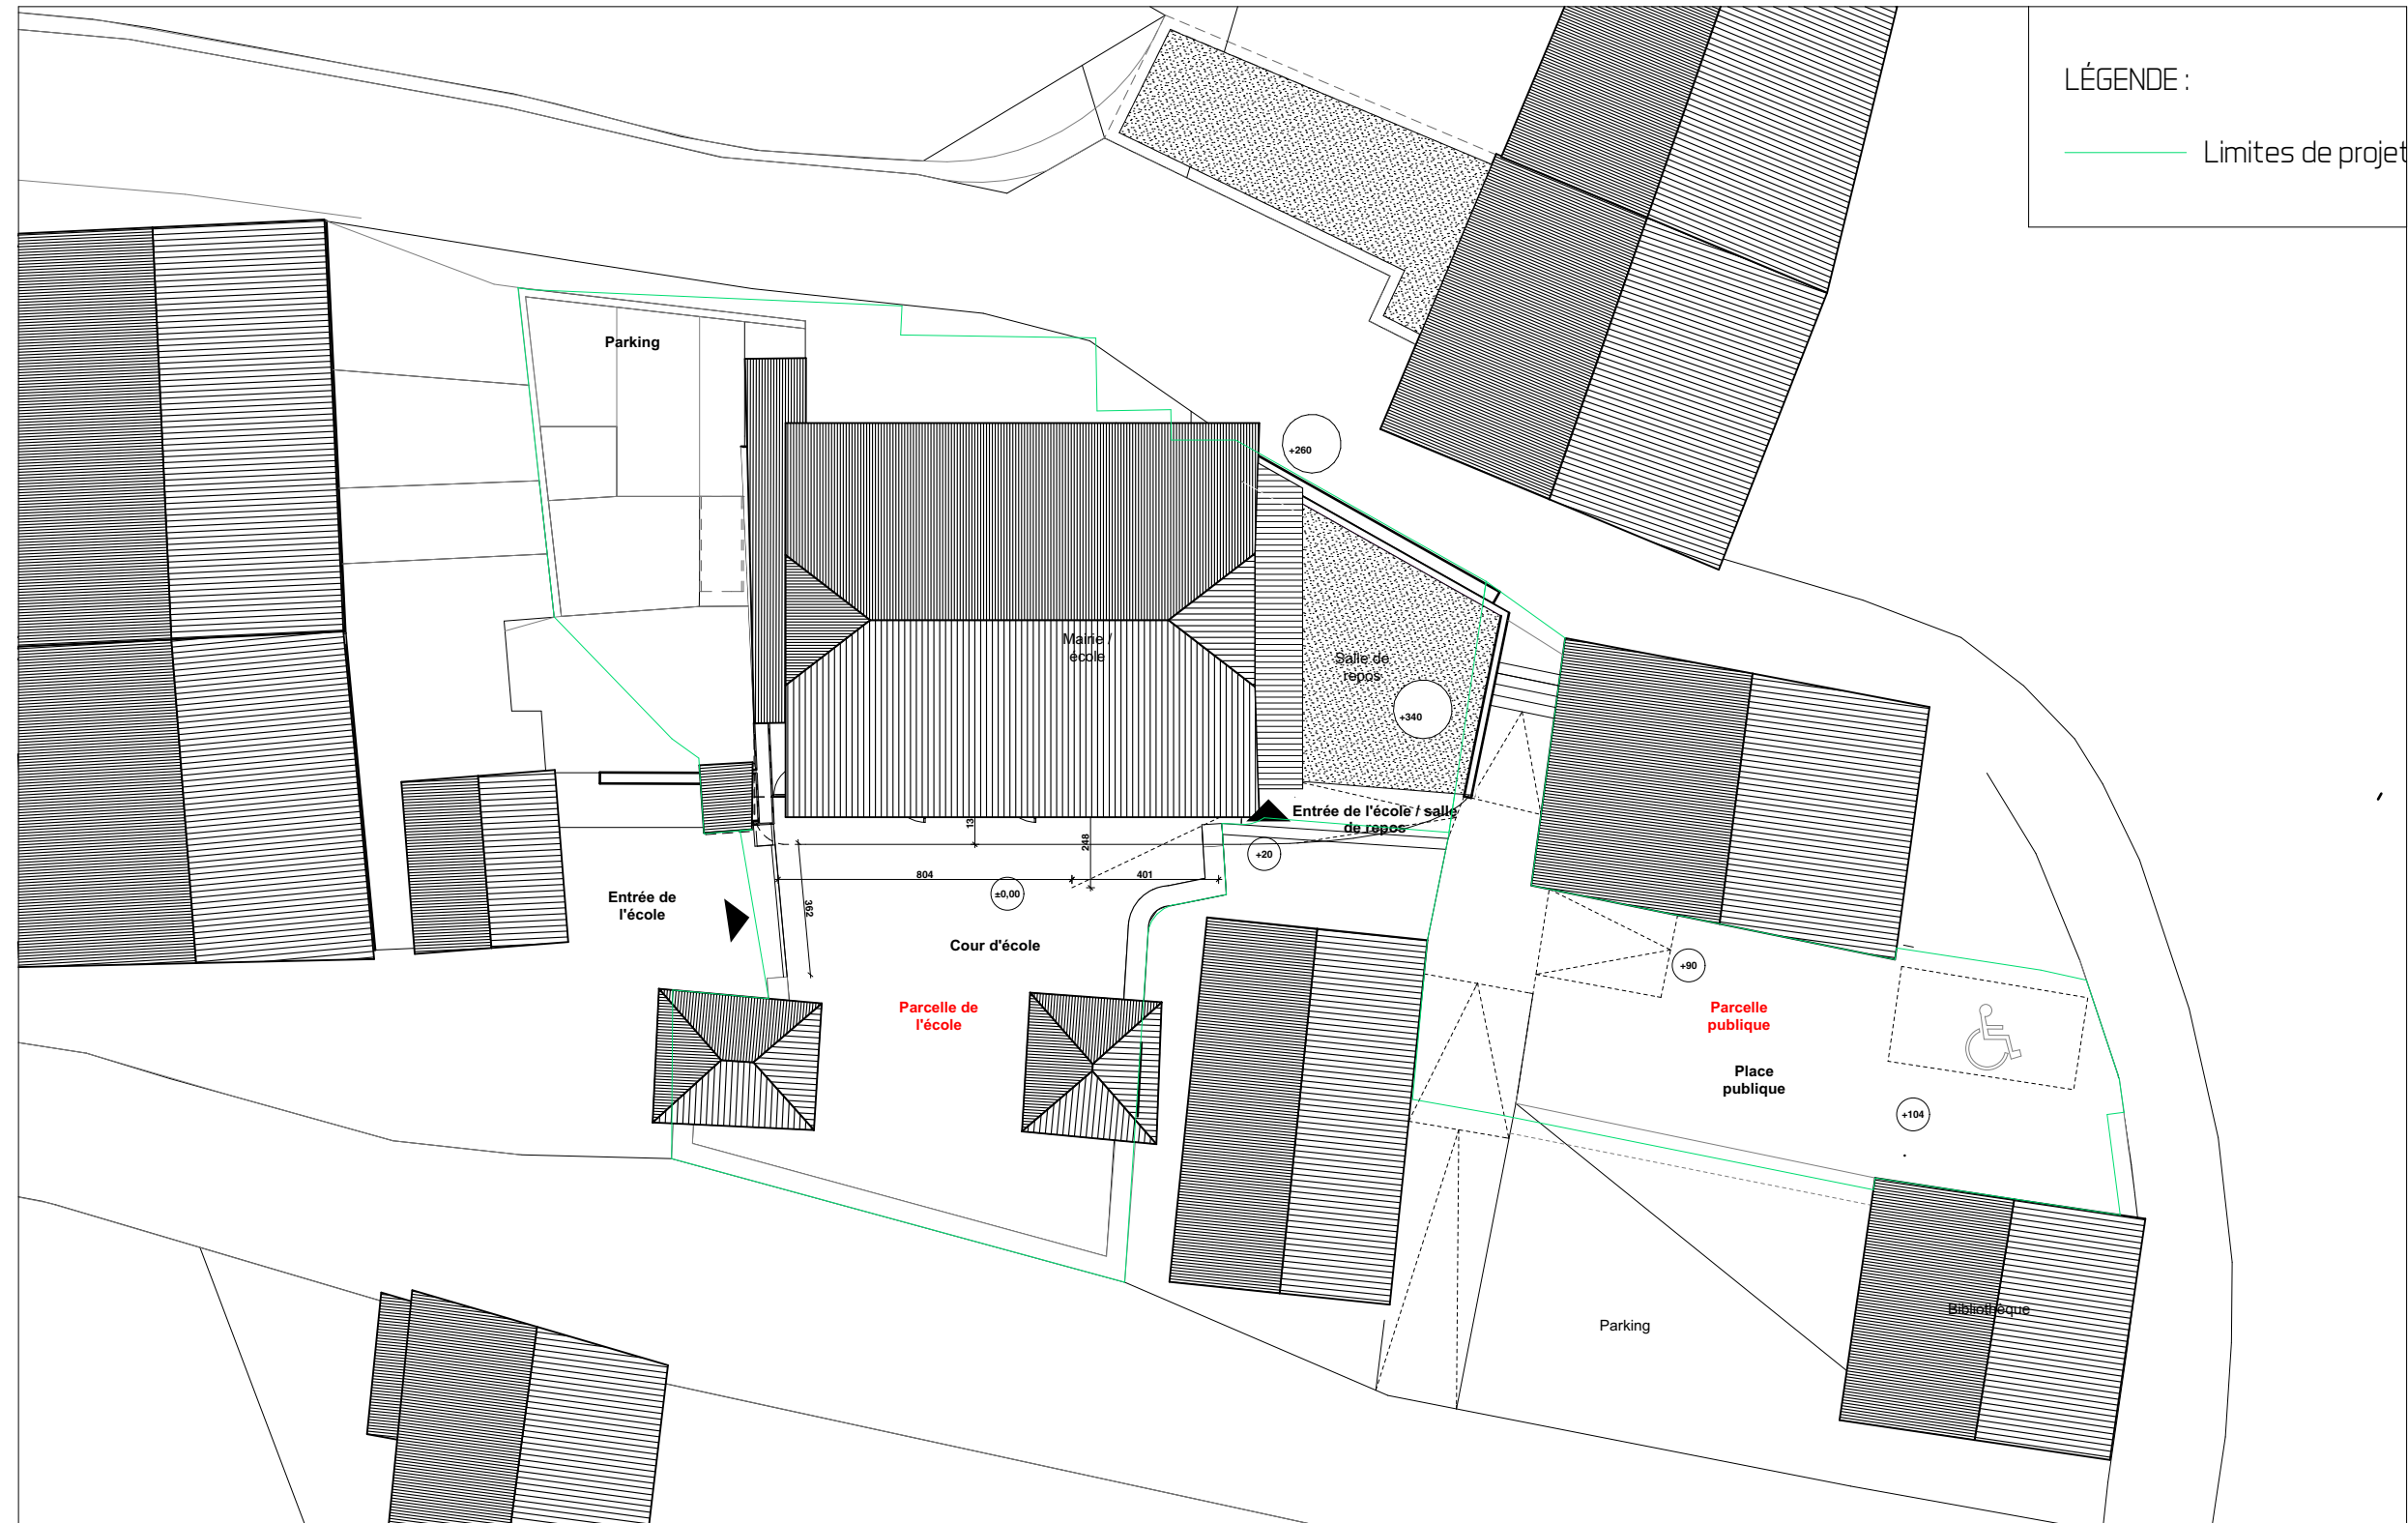 LÉGENDE :
Limites de projet
Parking
+260
Mairie /
école
Salle de
repos
+340
Entrée de l'école / salle
de repos
13
248
+20
804
401
±0,00
362
Entrée de
l'école
Cour d'école
+90
Parcelle de
l'école
Parcelle
publique
Place
publique
+104
Bibliothèque
Parking